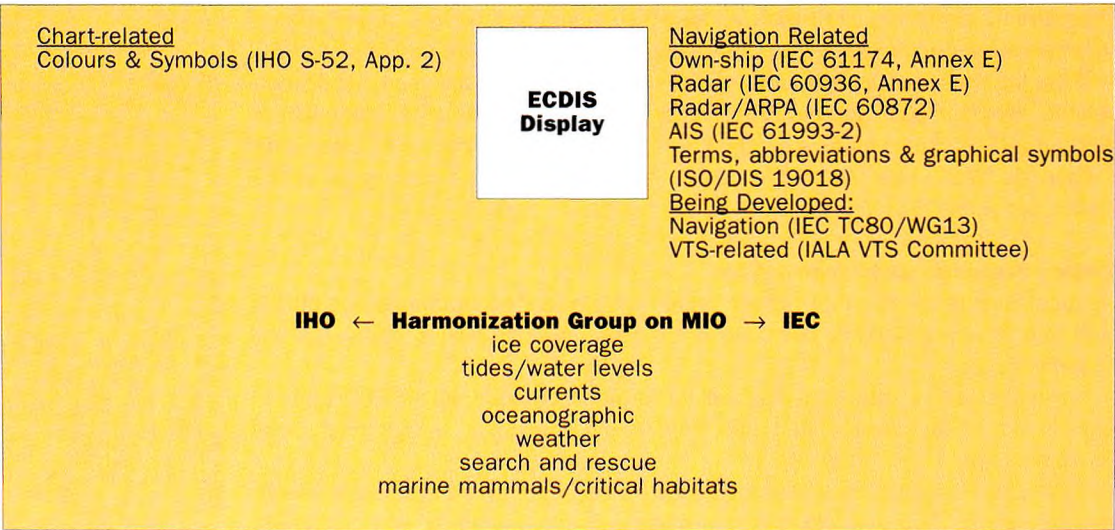 Chart-related
Colours & Symbols (IHO S-52, App. 2)
ECDIS
Display
Navigation Related
Own-ship (IEC 61174, Annex E)
Radar (IEC 60936, Annex E)
Radar/ARPA (IEC 60872)
AIS (IEC 61993-2)
Terms, abbreviations & graphical symbols
(ISO/DIS 19018)
Being Developed:
Navigation (IEC TC80/WG13)
VTS-related (IALA VTS Committee)
IHO ← Harmonization Group on MIO → IEC
ice coverage
tides/water levels
currents
oceanographic
weather
search and rescue
marine mammals/critical habitats